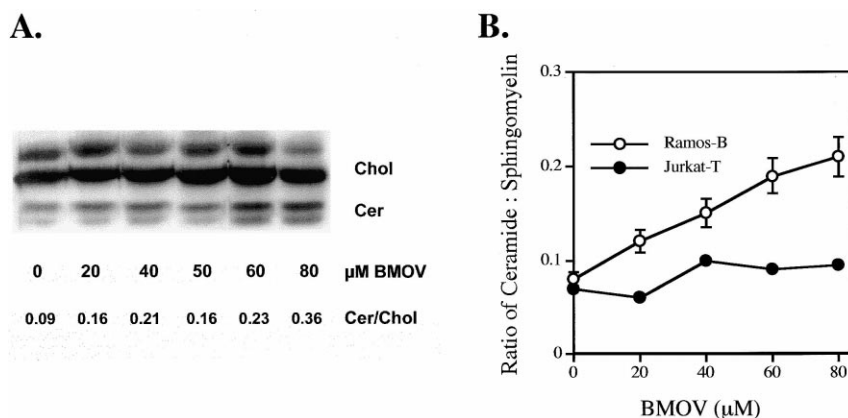 A.
Chol
Cer
0 20 40 50 60 80 µM BMOV
0.09 0.16 0.21 0.16 0.23 0.36 Cer/Chol
B.
Ratio of Ceramide : Sphingomyelin
0.3
0.2
0.1
0
Ramos-B
Jurkat-T
0 20 40 60 80
BMOV (µM)